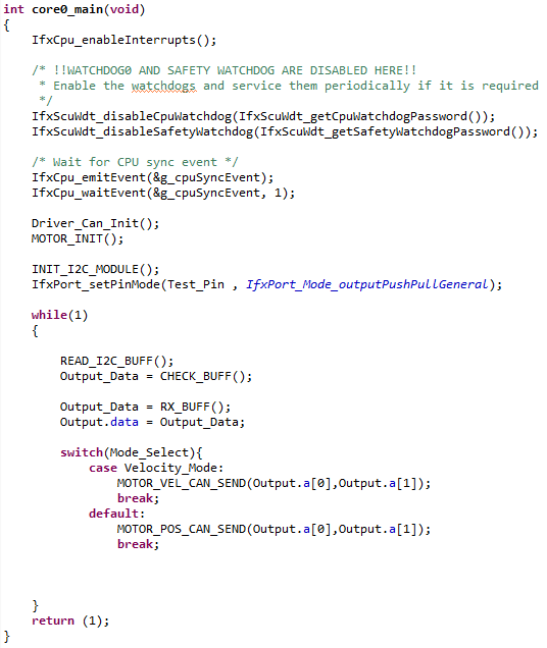 int core0_main(void)
{
    IfxCpu_enableInterrupts();
    /* !!WATCHDOG0 AND SAFETY WATCHDOG ARE DISABLED HERE!!
     * Enable the watchdogs and service them periodically if it is required
     */
    IfxScuWdt_disableCpuWatchdog(IfxScuWdt_getCpuWatchdogPassword());
    IfxScuWdt_disableSafetyWatchdog(IfxScuWdt_getSafetyWatchdogPassword());
    /* Wait for CPU sync event */
    IfxCpu_emitEvent(&g_cpuSyncEvent);
    IfxCpu_waitEvent(&g_cpuSyncEvent, 1);
    Driver_Can_Init();
    MOTOR_INIT();
    INIT_I2C_MODULE();
    IfxPort_setPinMode(Test_Pin , IfxPort_Mode_outputPushPullGeneral);
    while(1)
    {
        READ_I2C_BUFF();
        Output_Data = CHECK_BUFF();
        Output_Data = RX_BUFF();
        Output.data = Output_Data;
        switch(Mode_Select){
            case Velocity_Mode:
                MOTOR_VEL_CAN_SEND(Output.a[0],Output.a[1]);
                break;
            default:
                MOTOR_POS_CAN_SEND(Output.a[0],Output.a[1]);
                break;
    }
    return (1);
}